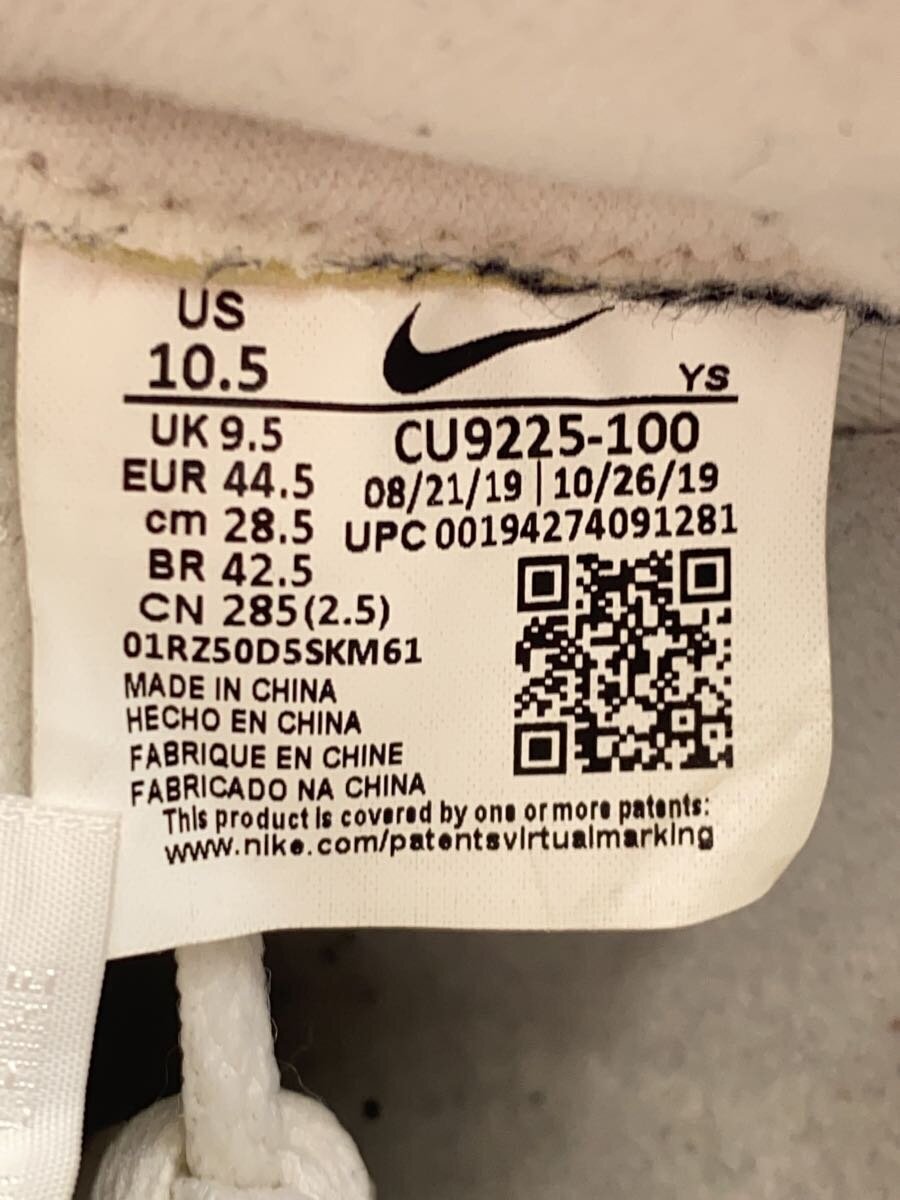 US
10.5
YS
UK 9.5
EUR 44.5
cm 28.5
BR 42.5
CN 285(2.5)
01RZ50D5SKM61
CU9225-100
08/21/19 | 10/26/19
UPC 00194274091281
MADE IN CHINA
HECHO EN CHINA
FABRIQUE EN CHINE
FABRICADO NA CHINA
This product is covered by one or more patents:
www.nike.com/patentsvirtualmarking